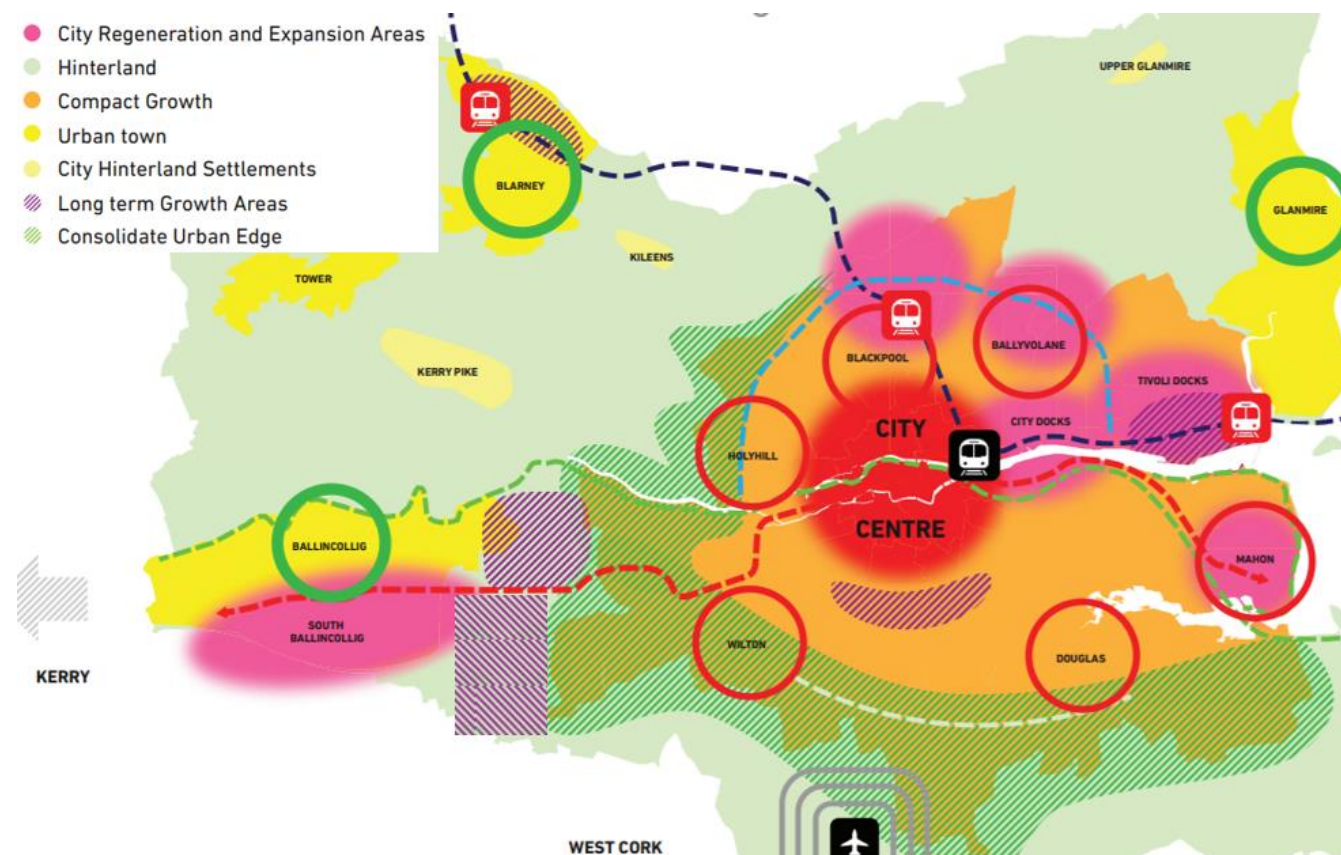 City Regeneration and Expansion Areas
Hinterland
Compact Growth
Urban town
City Hinterland Settlements
Long term Growth Areas
Consolidate Urban Edge
UPPER GLANMIRE
BLARNEY
GLANMIRE
KILEENS
TOWER
BALLYVOLANE
BLACKPOOL
KERRY PIKE
TIVOLI DOCKS
CITY
CITY DOCKS
HOLYHILL
CENTRE
BALLINCOLLIG
MAHON
SOUTH
BALLINCOLLIG
WILTON
DOUGLAS
KERRY
WEST CORK